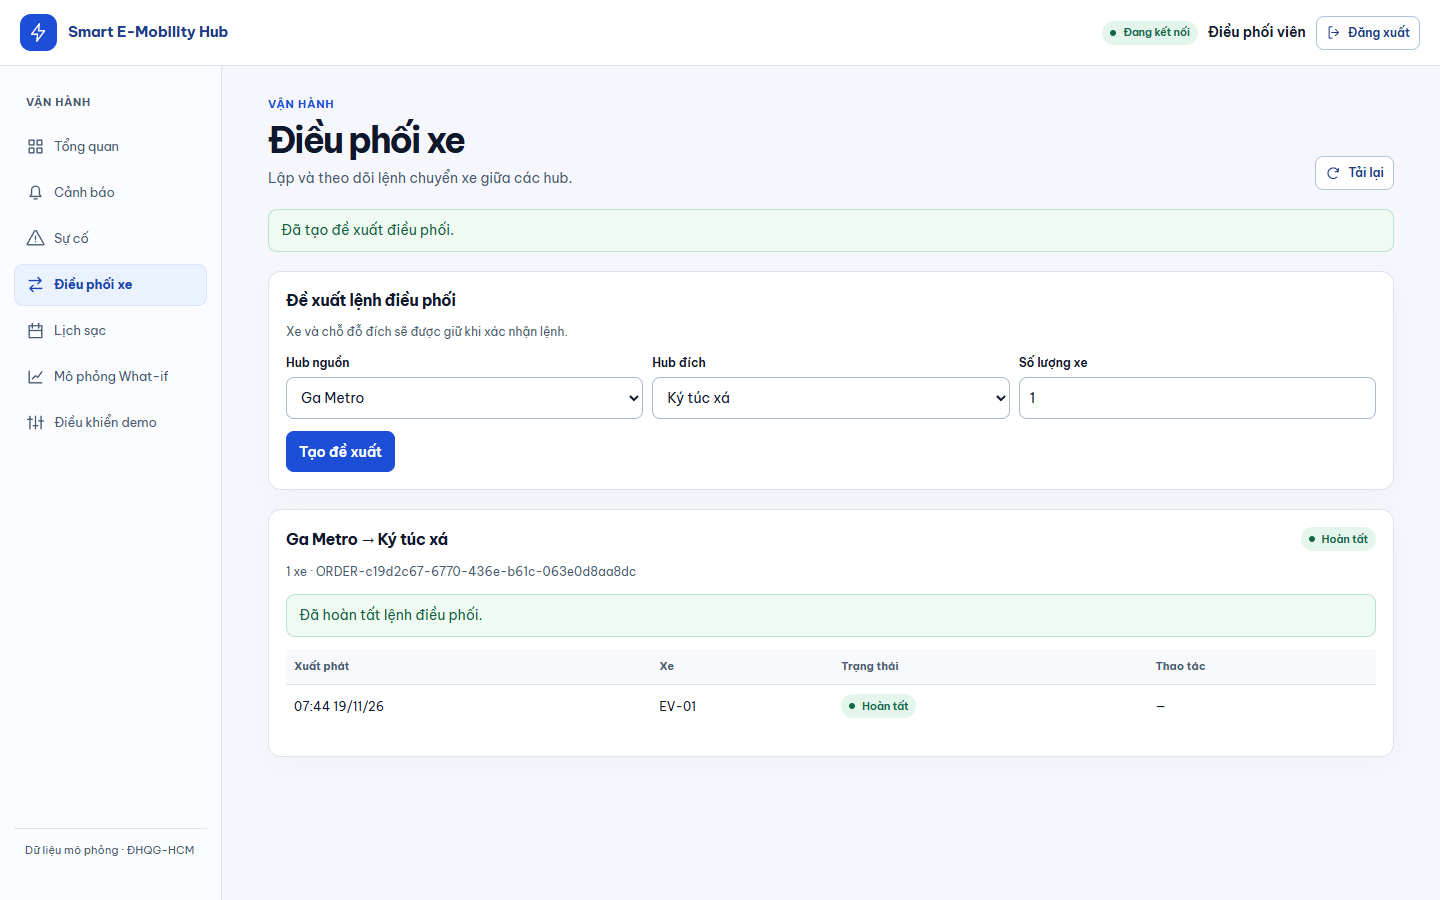 Smart E-Mobility Hub
Đang kết nối
Điều phối viên
Đăng xuất
VẬN HÀNH
Tổng quan
Cảnh báo
Sự cố
Điều phối xe
Lịch sạc
Mô phỏng What-if
Điều khiển demo
Dữ liệu mô phỏng · ĐHQG-HCM
VẬN HÀNH
Điều phối xe
Lập và theo dõi lệnh chuyển xe giữa các hub.
Tải lại
Đã tạo đề xuất điều phối.
Đề xuất lệnh điều phối
Xe và chỗ đỗ đích sẽ được giữ khi xác nhận lệnh.
Hub nguồn
Hub đích
Số lượng xe
Ga Metro
Ký túc xá
1
Tạo đề xuất
Ga Metro → Ký túc xá
Hoàn tất
1 xe · ORDER-c19d2c67-6770-436e-b61c-063e0d8aa8dc
Đã hoàn tất lệnh điều phối.
Xuất phát Xe Trạng thái Thao tác
07:44 19/11/26 EV-01 Hoàn tất —